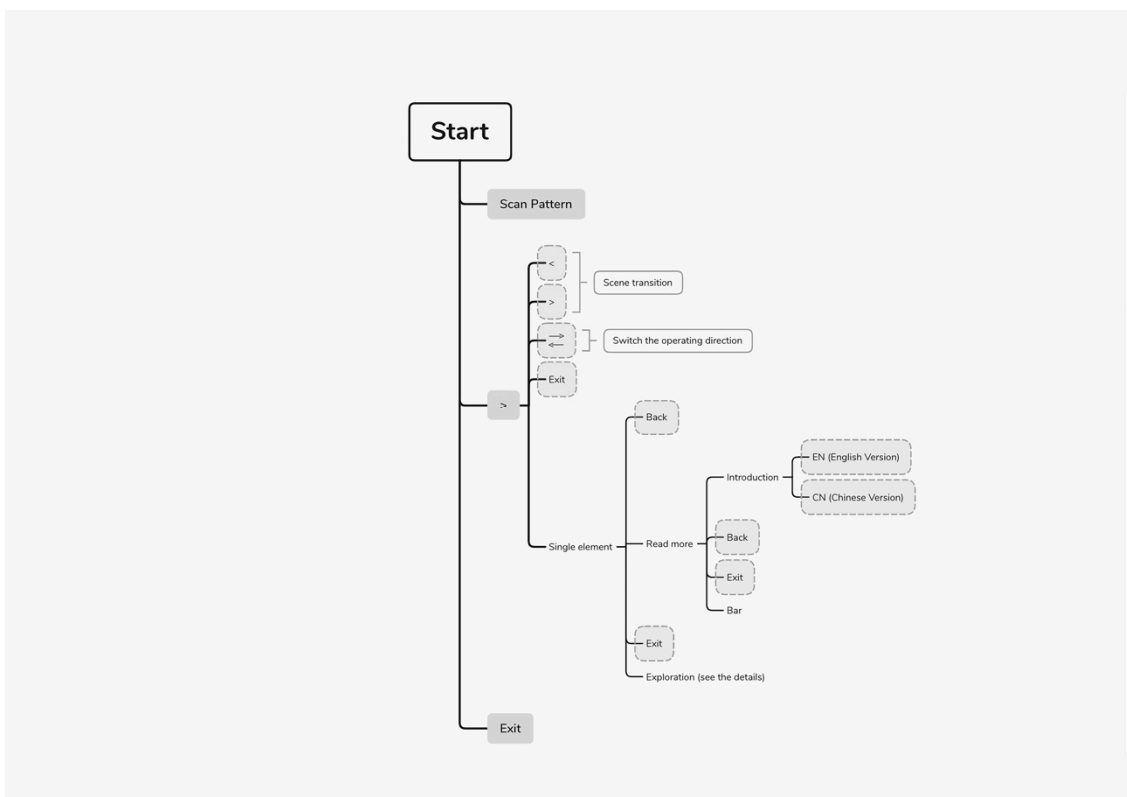 Start
Scan Pattern
<
Scene transition
>
Switch the operating direction
Exit
>
Back
EN (English Version)
Introduction
CN (Chinese Version)
Back
Single element
Read more
Exit
Bar
Exit
Exploration (see the details)
Exit